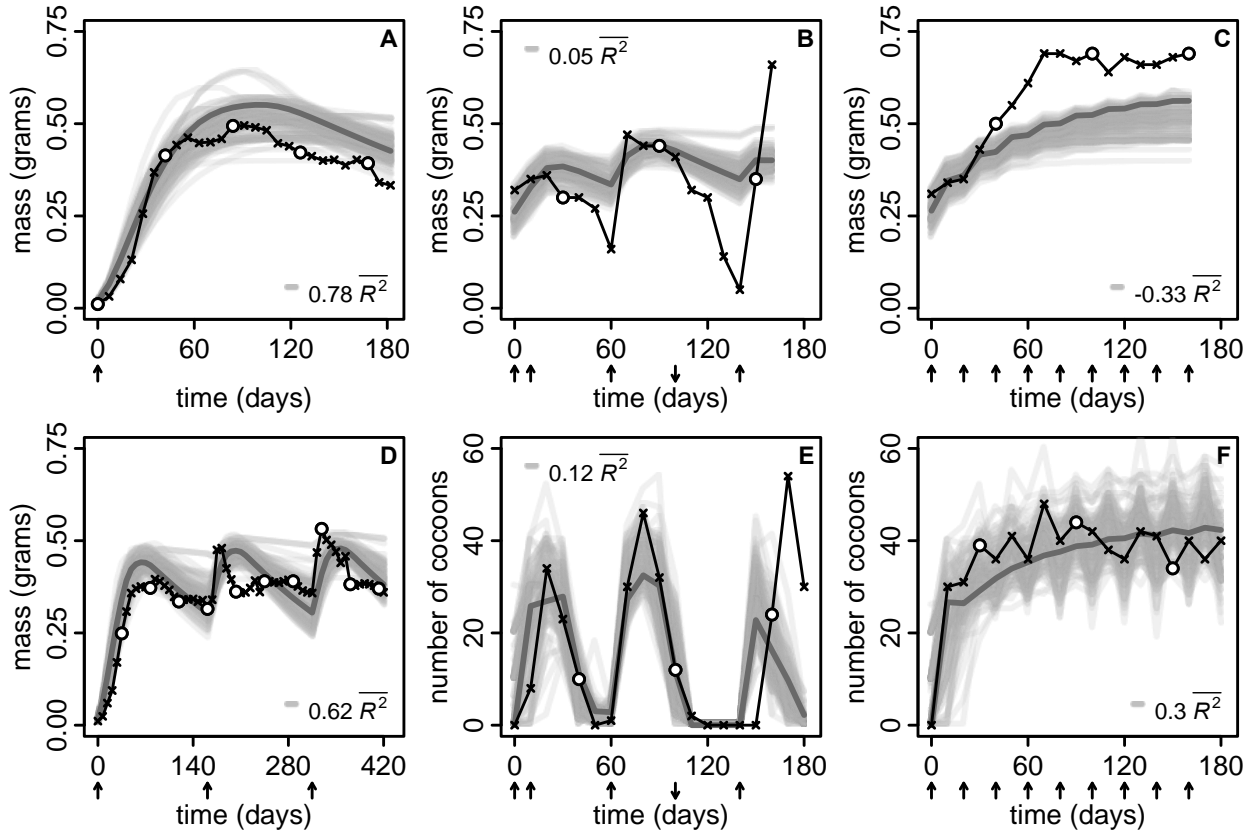 A
0.75
0.50
0.25
0.00
mass (grams)
0.78 R²
0 60 120 180
time (days)
B
0.75
0.50
0.25
0.00
mass (grams)
0.05 R²
0 60 120 180
time (days)
C
0.75
0.50
0.25
0.00
mass (grams)
-0.33 R²
0 60 120 180
time (days)
D
0.75
0.50
0.25
0.00
mass (grams)
0.62 R²
0 140 280 420
time (days)
E
60
40
20
0
number of cocoons
0.12 R²
0 60 120 180
time (days)
F
60
40
20
0
number of cocoons
0.3 R²
0 60 120 180
time (days)